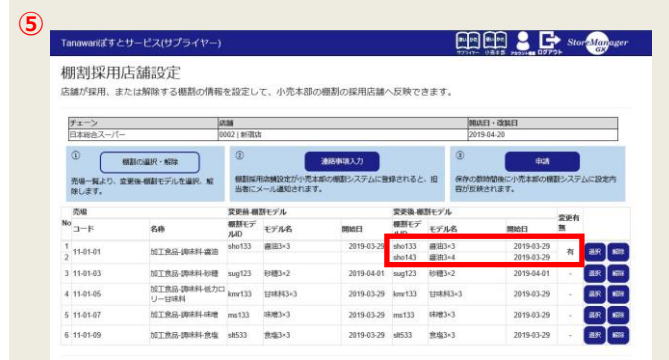 ⑤
Tanawariぽすとサービス(サプライヤー)
サプライヤー 小売本部 アカウント情報 ログアウト StoreManager GX
棚割採用店舗設定
店舗が採用、または解除する棚割の情報を設定して、小売本部の棚割の採用店舗へ反映できます。
チェーン 店舗 開店日・改装日
日本総合スーパー 0002 | 新宿店 2019-04-20
① 棚割の選択・解除 ② 連絡事項入力 ③ 申請
売場一覧より、変更後-棚割モデルを選択、解除します。
棚割採用店舗設定が小売本部の棚割システムに登録されると、担当者にメール通知されます。
保存の数時間後に小売本部の棚割システムに設定内容が反映されます。
売場 変更前-棚割モデル 変更後-棚割モデル 変更有無
No コード 名称 棚割モデルID モデル名 開始日 棚割モデルID モデル名 開始日
1 11-01-01 加工食品-調味料-醤油 sho133 醤油3×3 2019-03-29 sho133 醤油3×3 2019-03-29 有 選択 解除
2 sho143 醤油3×4 2019-03-29
3 11-01-03 加工食品-調味料-砂糖 sug123 砂糖3×2 2019-04-01 sug123 砂糖3×2 2019-04-01 - 選択 解除
4 11-01-05 加工食品-調味料-低カロリー甘味料 kmr133 甘味料3×3 2019-03-29 kmr133 甘味料3×3 2019-03-29 - 選択 解除
5 11-01-07 加工食品-調味料-味噌 ms133 味噌3×3 2019-03-29 ms133 味噌3×3 2019-03-29 - 選択 解除
6 11-01-09 加工食品-調味料-食塩 slt533 食塩3×3 2019-03-29 slt533 食塩3×3 2019-03-29 - 選択 解除